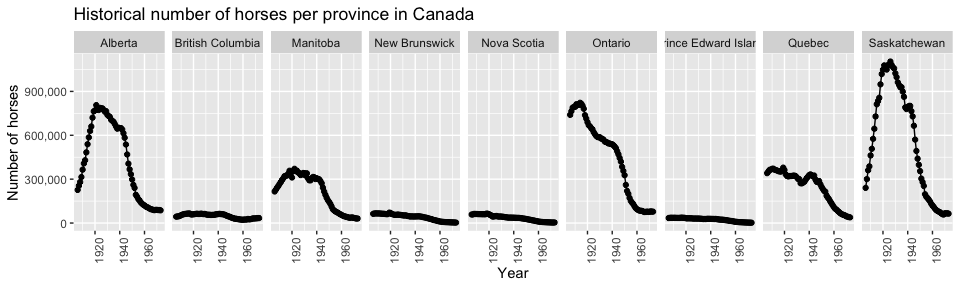 Historical number of horses per province in Canada
Alberta
British Columbia
Manitoba
New Brunswick
Nova Scotia
Ontario
rince Edward Islan
Quebec
Saskatchewan
Number of horses
900,000
600,000
300,000
0
1920
1940
1960
1920
1940
1960
1920
1940
1960
1920
1940
1960
1920
1940
1960
1920
1940
1960
1920
1940
1960
1920
1940
1960
1920
1940
1960
Year